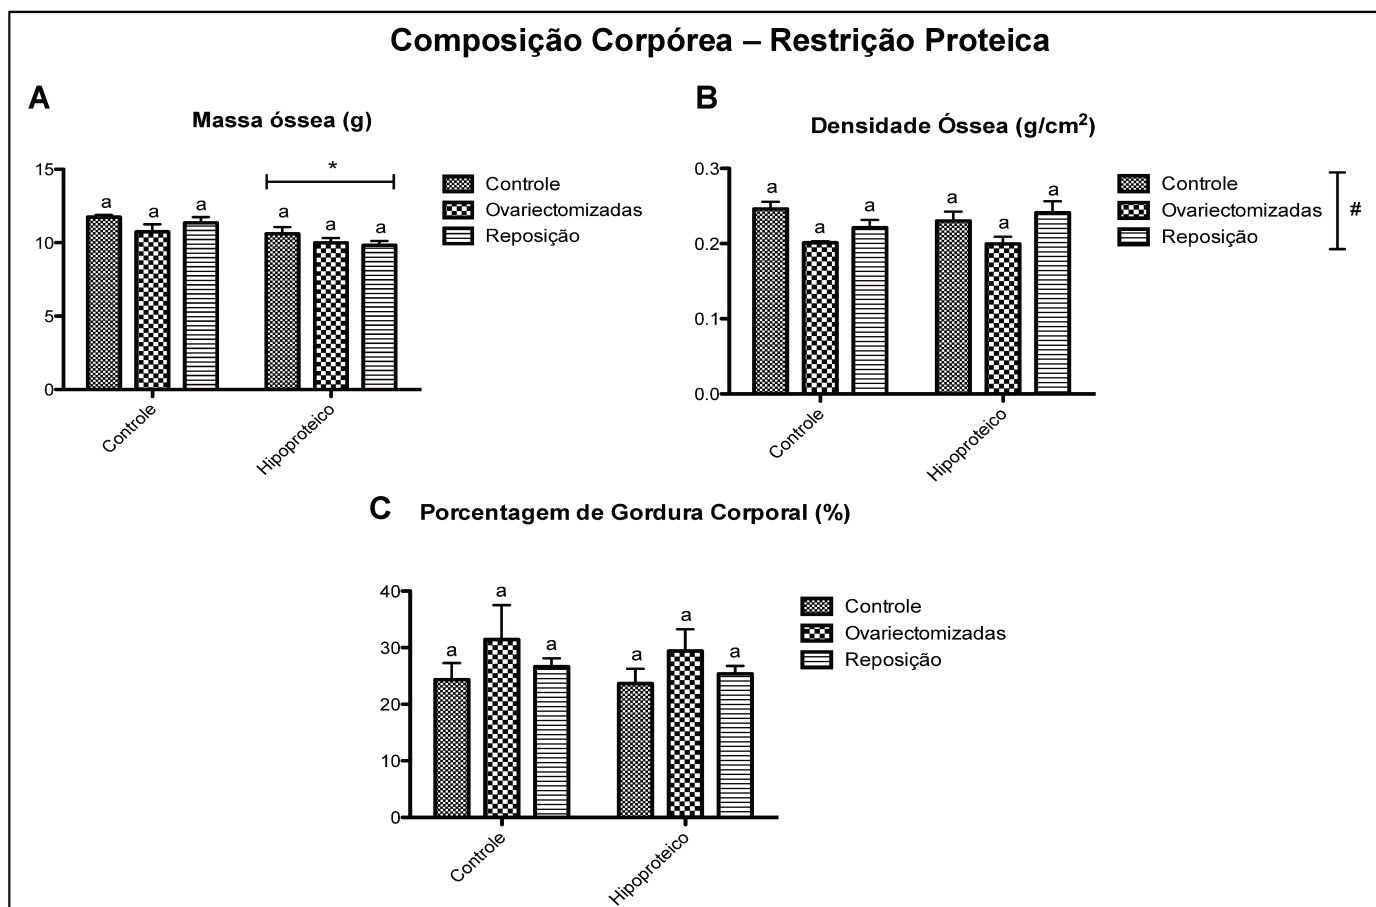 Composição Corpórea – Restrição Proteica
A
Massa óssea (g)
15
10
5
0
a
a
a
*
a
a
a
Controle
Hipoproteico
Controle
Ovariectomizadas
Reposição
B
Densidade Óssea (g/cm²)
0.3
0.2
0.1
0.0
a
a
a
a
a
a
Controle
Hipoproteico
Controle
Ovariectomizadas
Reposição
#
C
Porcentagem de Gordura Corporal (%)
40
30
20
10
0
a
a
a
a
a
a
Controle
Hipoproteico
Controle
Ovariectomizadas
Reposição